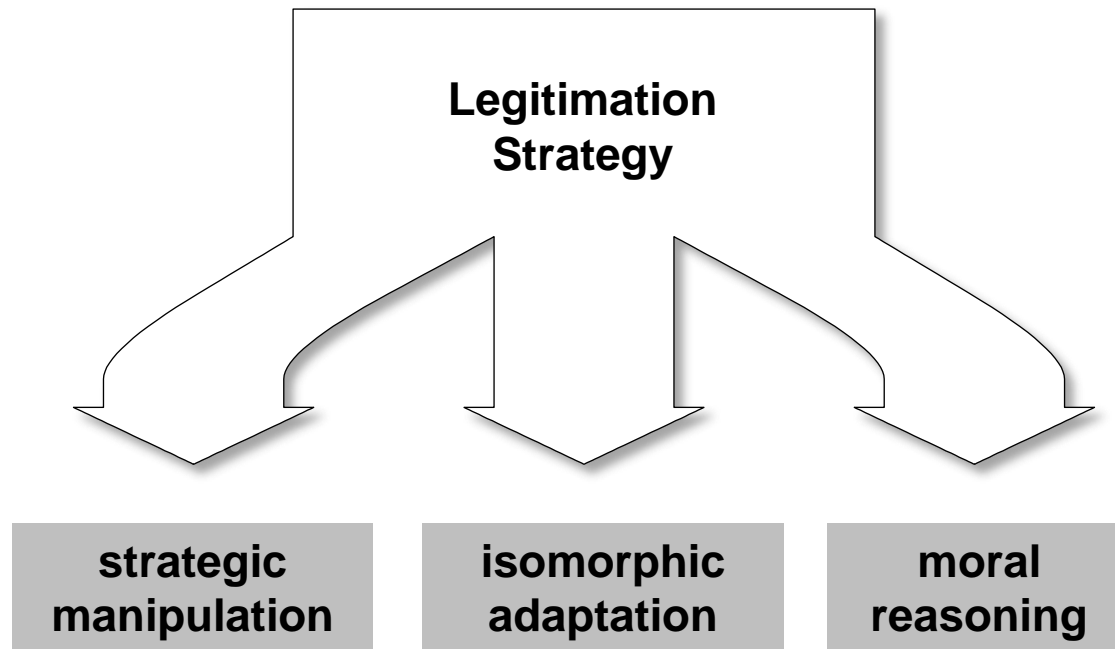 Legitimation
Strategy
strategic
manipulation
isomorphic
adaptation
moral
reasoning